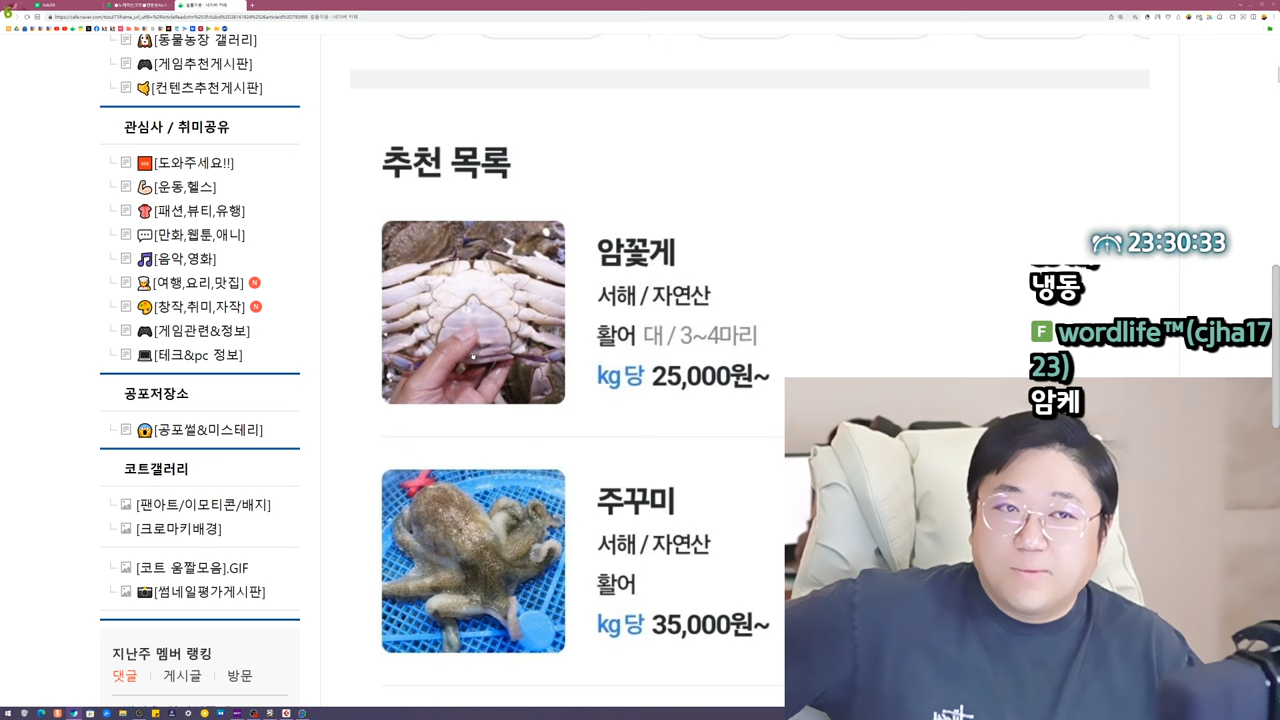 NAVER
[동물농장 갤러리]
[게임추천게시판]
[컨텐츠추천게시판]
관심사 / 취미공유
[도와주세요!!]
[운동,헬스]
[패션,뷰티,유행]
[만화,웹툰,애니]
[음악,영화]
[여행,요리,맛집] N
[창작,취미,자작] N
[게임관련&정보]
[테크&pc 정보]
공포저장소
[공포썰&미스테리]
코트갤러리
[팬아트/이모티콘/배지]
[크로마키배경]
[코트 움짤모음].GIF
[썸네일평가게시판]
지난주 멤버 랭킹
댓글 게시글 방문
추천 목록
암꽃게
서해 / 자연산
활어 대 / 3~4마리
kg당 25,000원~
주꾸미
서해 / 자연산
활어
kg당 35,000원~
23:30:33
냉동
F wordlife™(cjha17
23)
암케